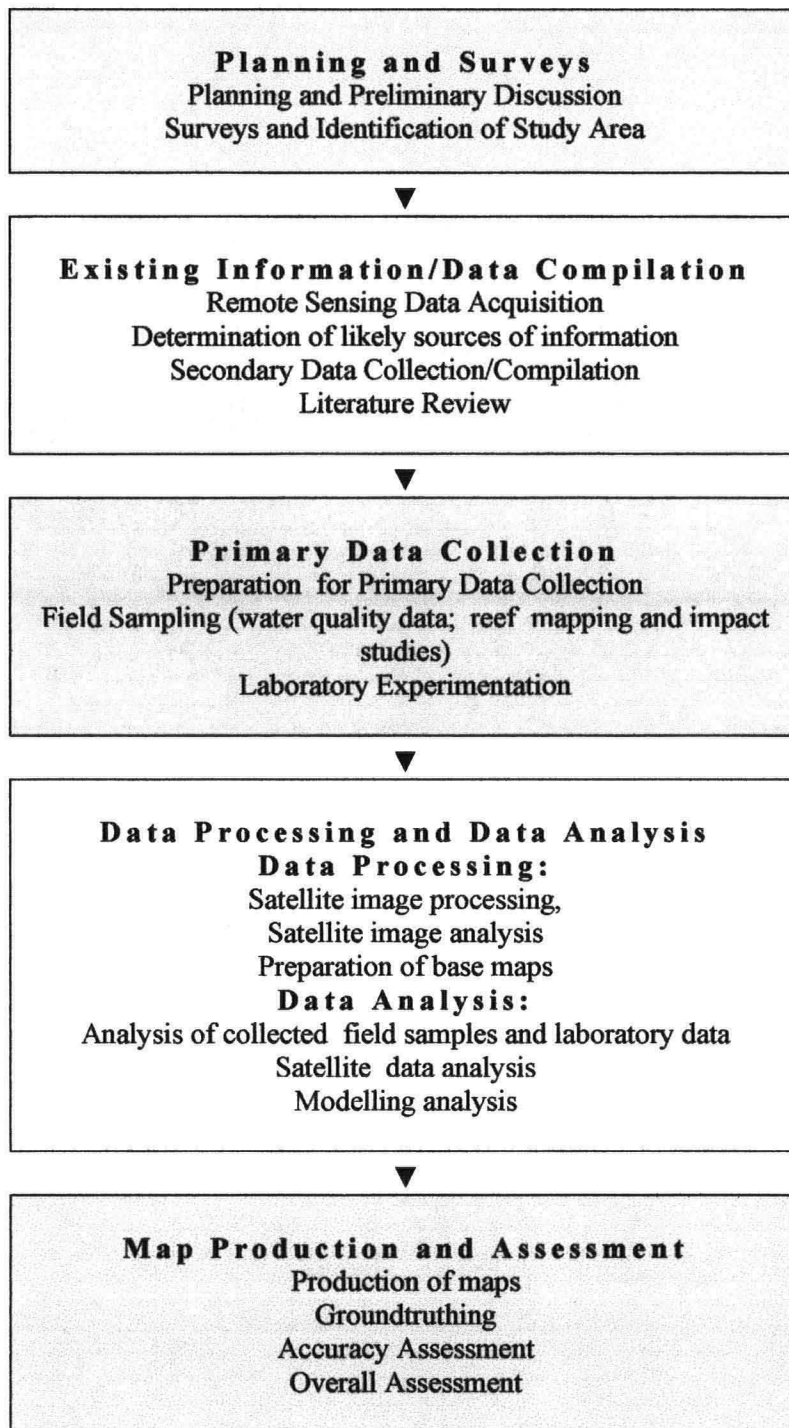 Planning and Surveys
Planning and Preliminary Discussion
Surveys and Identification of Study Area
Existing Information/Data Compilation
Remote Sensing Data Acquisition
Determination of likely sources of information
Secondary Data Collection/Compilation
Literature Review
Primary Data Collection
Preparation for Primary Data Collection
Field Sampling (water quality data; reef mapping and impact
studies)
Laboratory Experimentation
Data Processing and Data Analysis
Data Processing:
Satellite image processing,
Satellite image analysis
Preparation of base maps
Data Analysis:
Analysis of collected field samples and laboratory data
Satellite data analysis
Modelling analysis
Map Production and Assessment
Production of maps
Groundtruthing
Accuracy Assessment
Overall Assessment